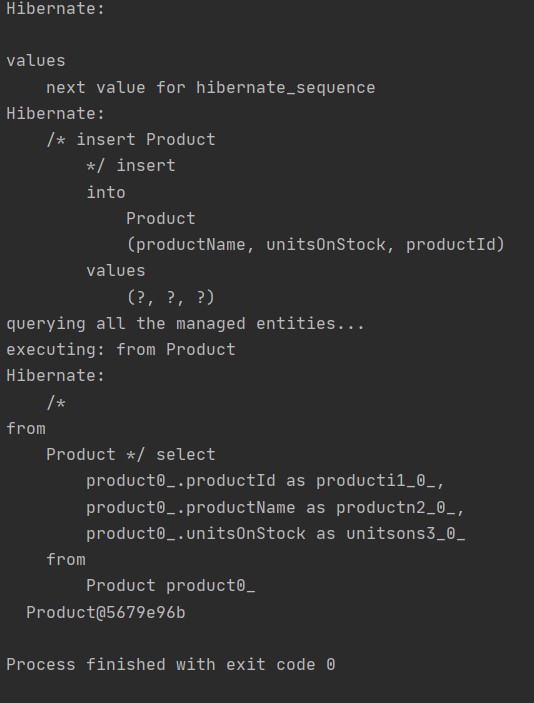 Hibernate:
values
next value for hibernate_sequence
Hibernate:
/* insert Product
*/ insert
into
Product
(productName, unitsOnStock, productId)
values
(?, ?, ?)
querying all the managed entities...
executing: from Product
Hibernate:
/*
from
Product */ select
product0_.productId as producti1_0_,
product0_.productName as productn2_0_,
product0_.unitsOnStock as unitsons3_0_
from
Product product0_
Product@5679e96b
Process finished with exit code 0